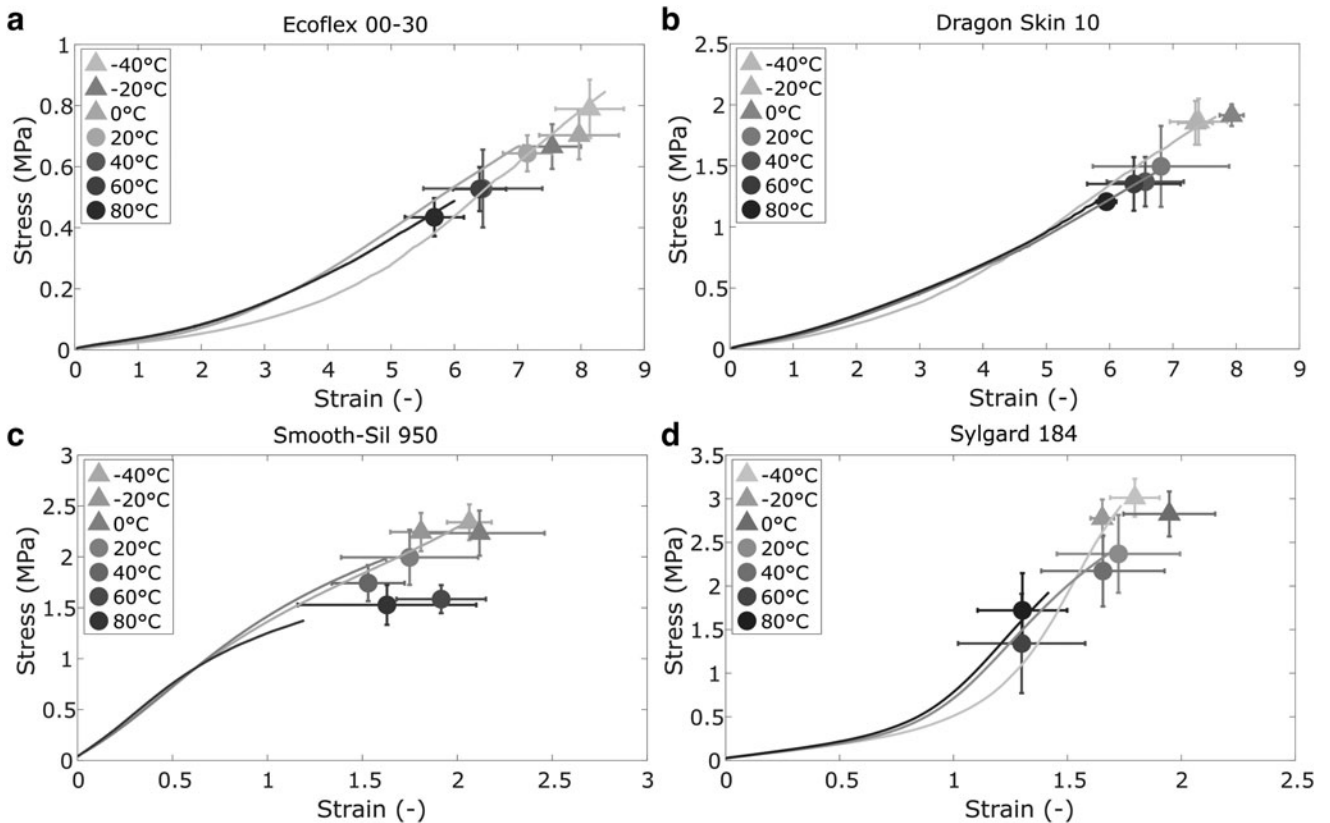 a
Ecoflex 00-30
1
0.8
0.6
0.4
0.2
0
Stress (MPa)
-40°C
-20°C
0°C
20°C
40°C
60°C
80°C
0 1 2 3 4 5 6 7 8 9
Strain (-)
b
Dragon Skin 10
2.5
2
1.5
1
0.5
0
Stress (MPa)
-40°C
-20°C
0°C
20°C
40°C
60°C
80°C
0 1 2 3 4 5 6 7 8 9
Strain (-)
c
Smooth-Sil 950
3
2.5
2
1.5
1
0.5
0
Stress (MPa)
-40°C
-20°C
0°C
20°C
40°C
60°C
80°C
0 0.5 1 1.5 2 2.5 3
Strain (-)
d
Sylgard 184
3.5
3
2.5
2
1.5
1
0.5
0
Stress (MPa)
-40°C
-20°C
0°C
20°C
40°C
60°C
80°C
0 0.5 1 1.5 2 2.5
Strain (-)